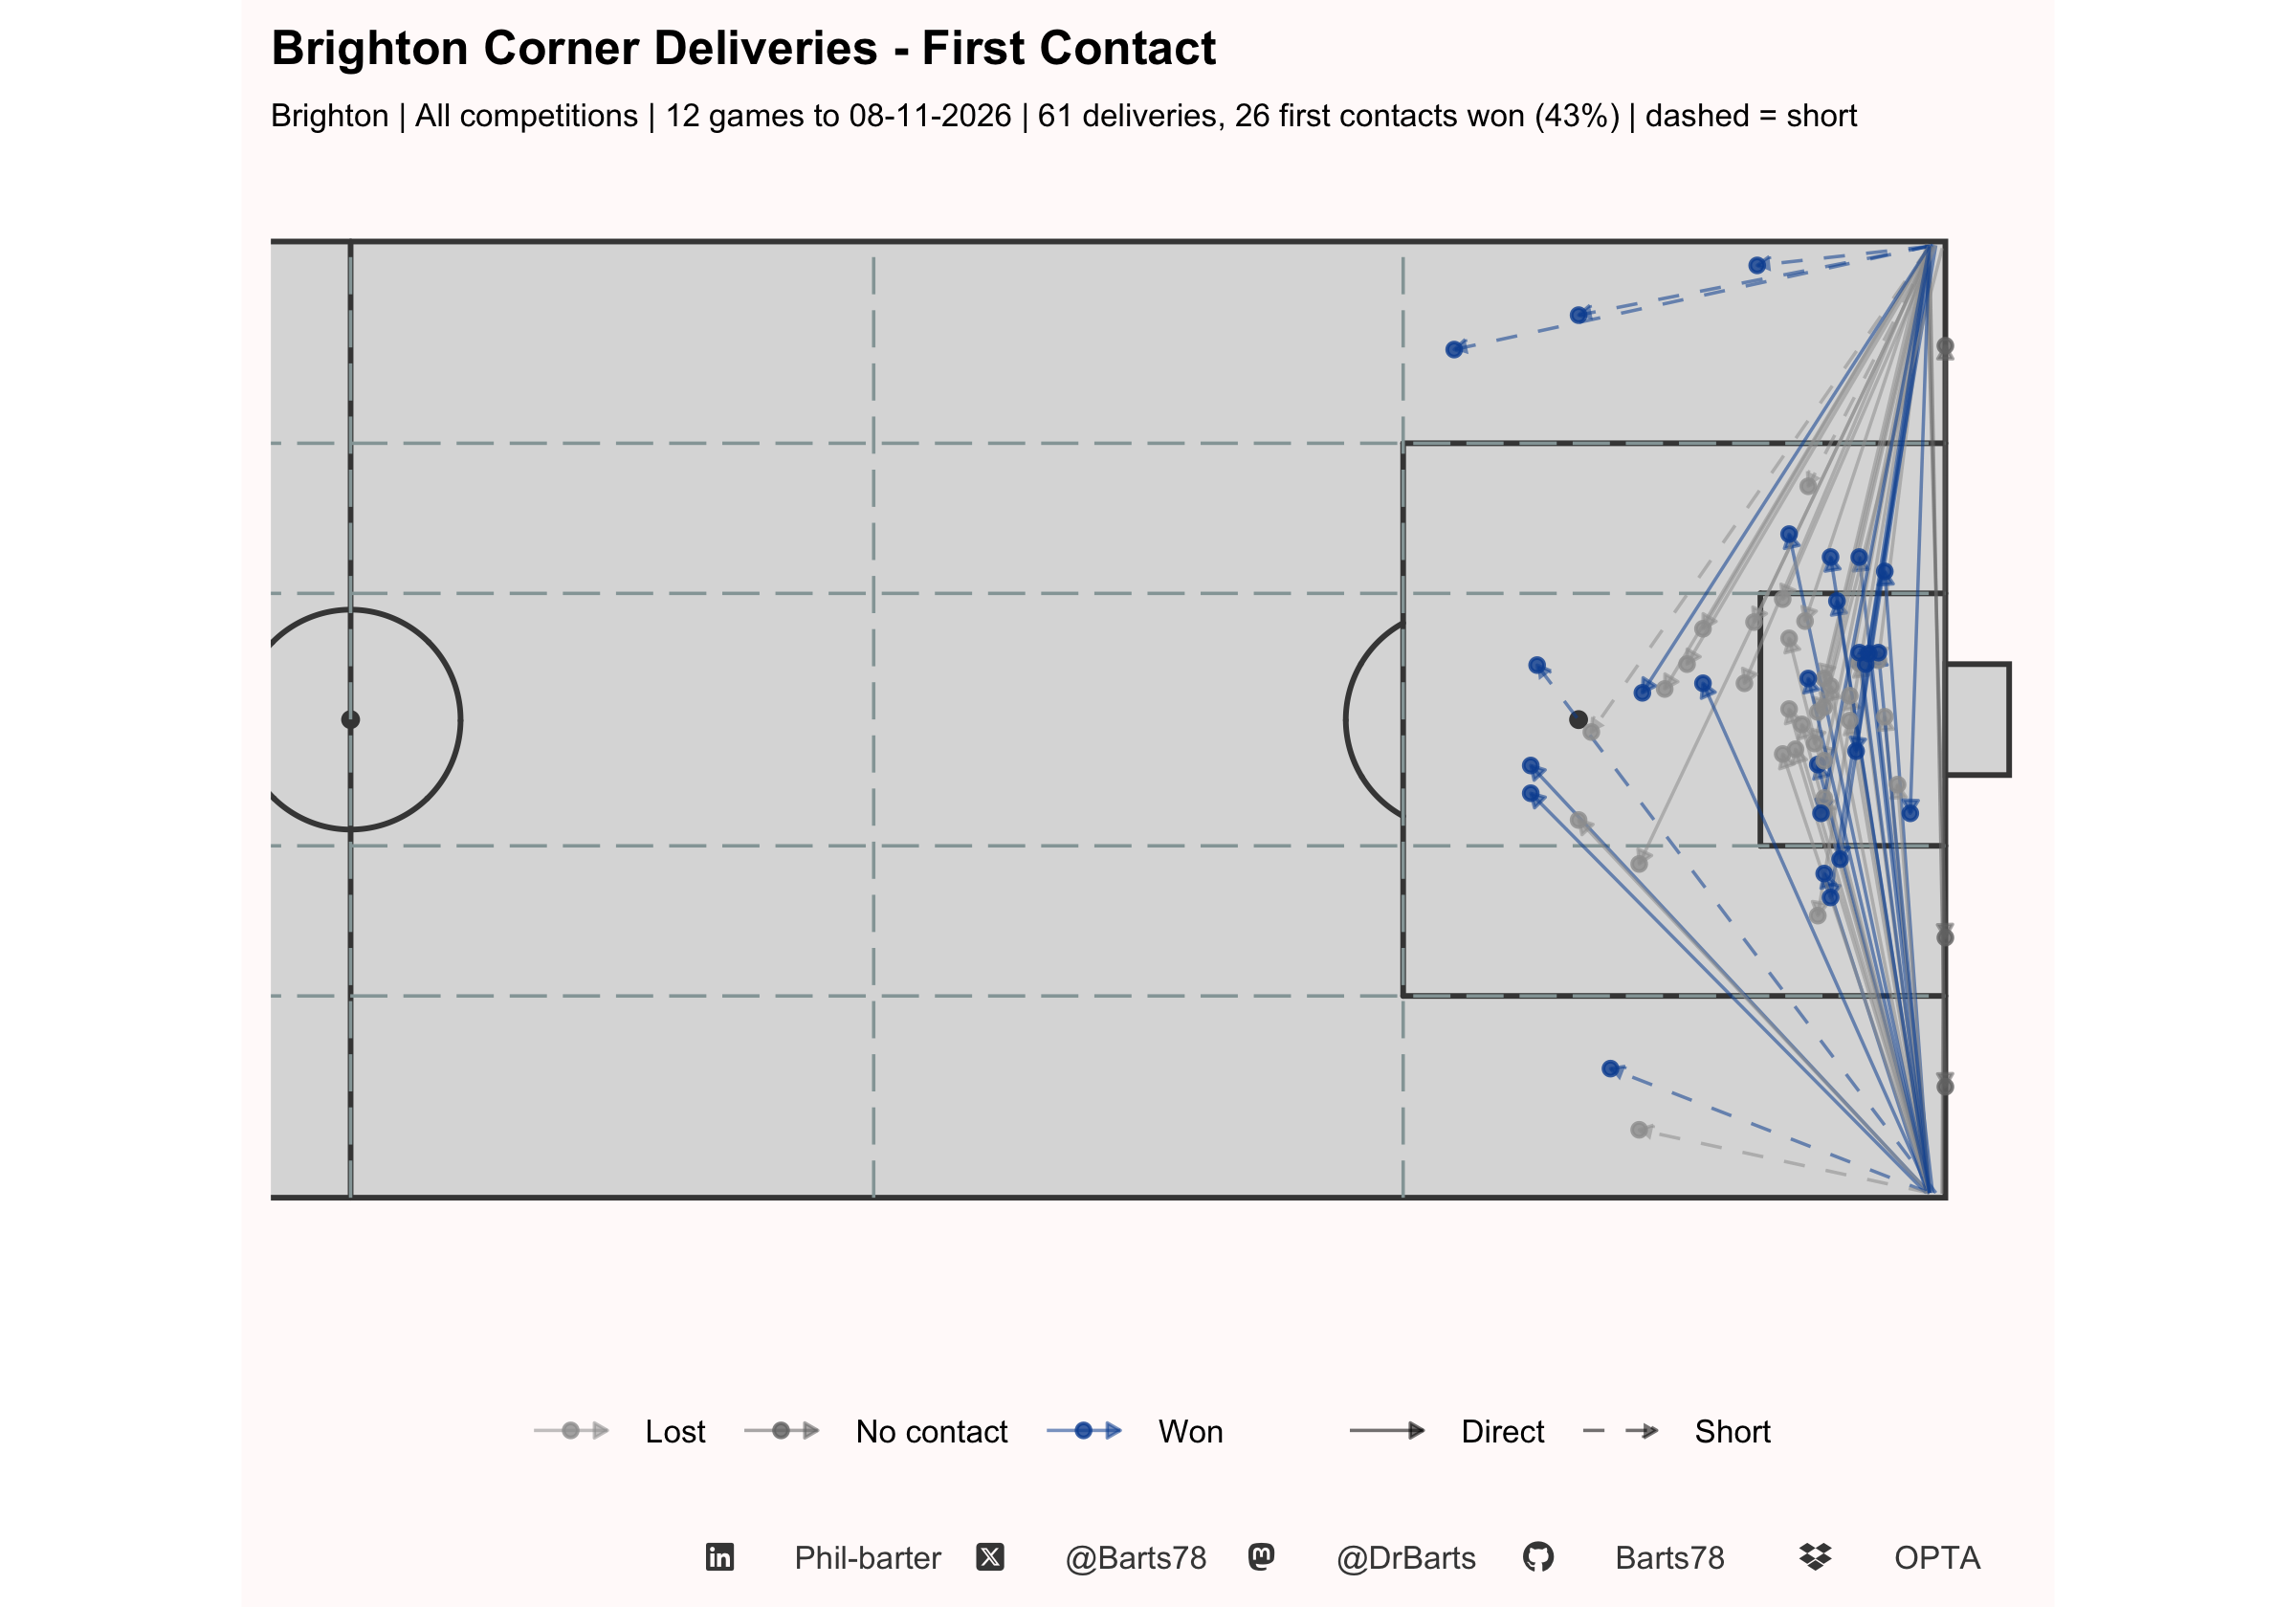 Brighton Corner Deliveries - First Contact
Brighton | All competitions | 12 games to 08-11-2026 | 61 deliveries, 26 first contacts won (43%) | dashed = short
Lost No contact Won Direct Short
Phil-barter @Barts78 @DrBarts Barts78 OPTA